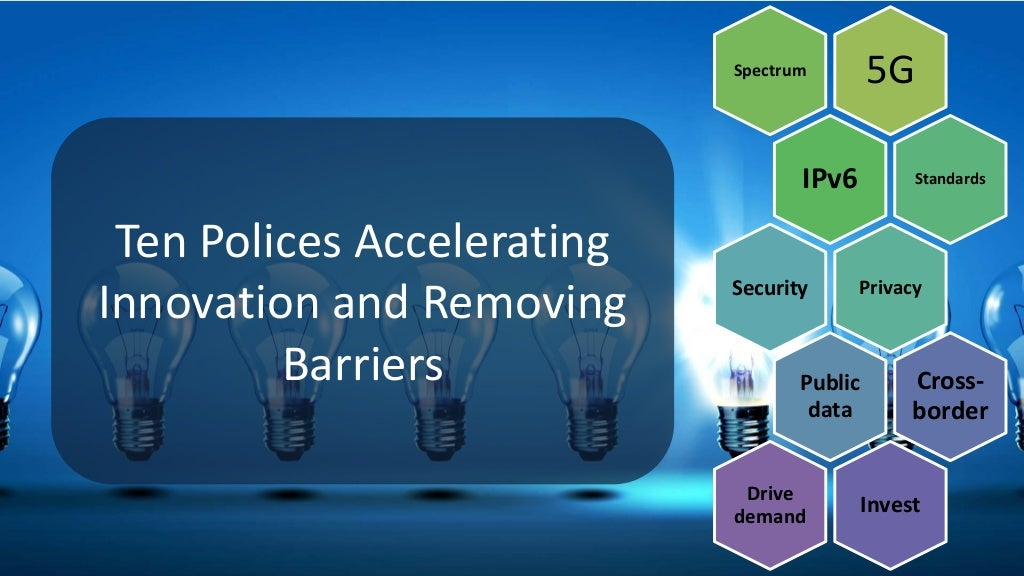 Ten Polices Accelerating
Innovation and Removing
Barriers
Spectrum
5G
IPv6
Standards
Security
Privacy
Public
data
Cross-
border
Drive
demand
Invest